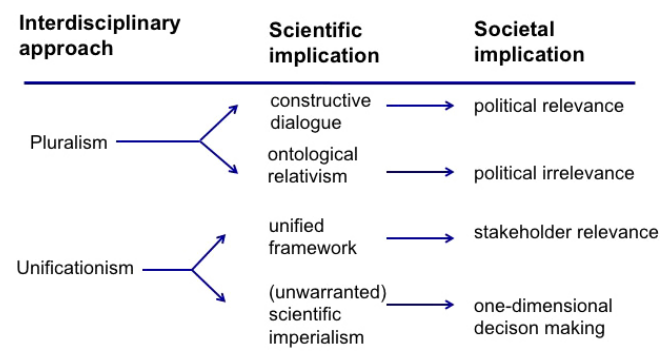 Interdisciplinary
approach
Scientific
implication
Societal
implication
Pluralism
constructive
dialogue
political relevance
ontological
relativism
political irrelevance
Unificationism
unified
framework
stakeholder relevance
(unwarranted)
scientific
imperialism
one-dimensional
decison making